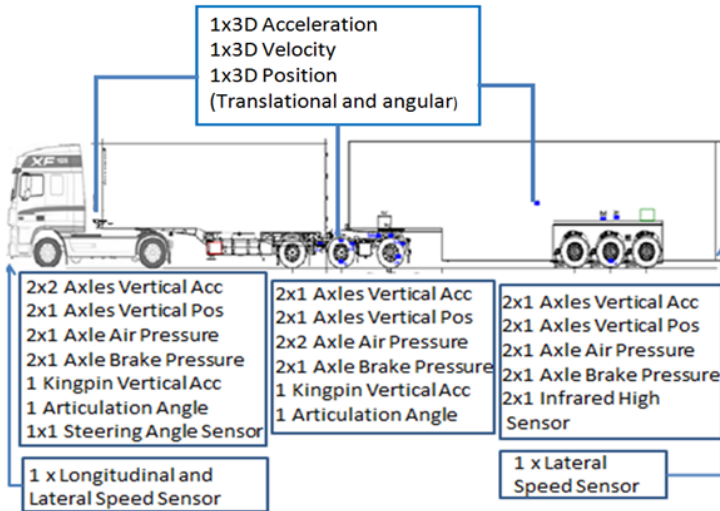 1x3D Acceleration
1x3D Velocity
1x3D Position
(Translational and angular)
XF
2x2 Axles Vertical Acc
2x1 Axles Vertical Pos
2x1 Axle Air Pressure
2x1 Axle Brake Pressure
1 Kingpin Vertical Acc
1 Articulation Angle
1x1 Steering Angle Sensor
2x1 Axles Vertical Acc
2x1 Axles Vertical Pos
2x2 Axle Air Pressure
2x1 Axle Brake Pressure
1 Kingpin Vertical Acc
1 Articulation Angle
2x1 Axles Vertical Acc
2x1 Axles Vertical Pos
2x1 Axle Air Pressure
2x1 Axle Brake Pressure
2x1 Infrared High
Sensor
1 x Longitudinal and
Lateral Speed Sensor
1 x Lateral
Speed Sensor